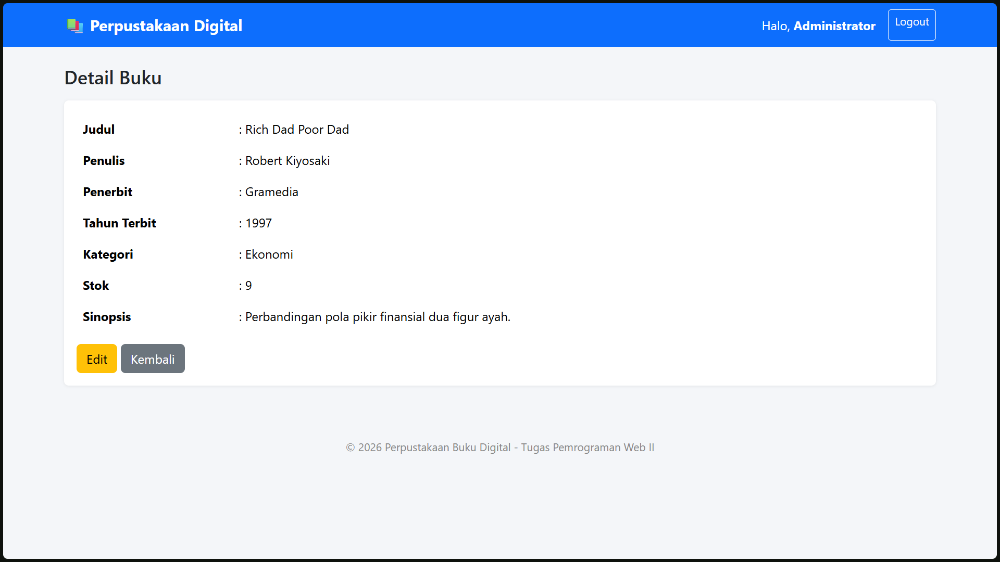 Perpustakaan Digital
Halo, Administrator
Logout
Detail Buku
Judul : Rich Dad Poor Dad
Penulis : Robert Kiyosaki
Penerbit : Gramedia
Tahun Terbit : 1997
Kategori : Ekonomi
Stok : 9
Sinopsis : Perbandingan pola pikir finansial dua figur ayah.
Edit Kembali
© 2026 Perpustakaan Buku Digital - Tugas Pemrograman Web II